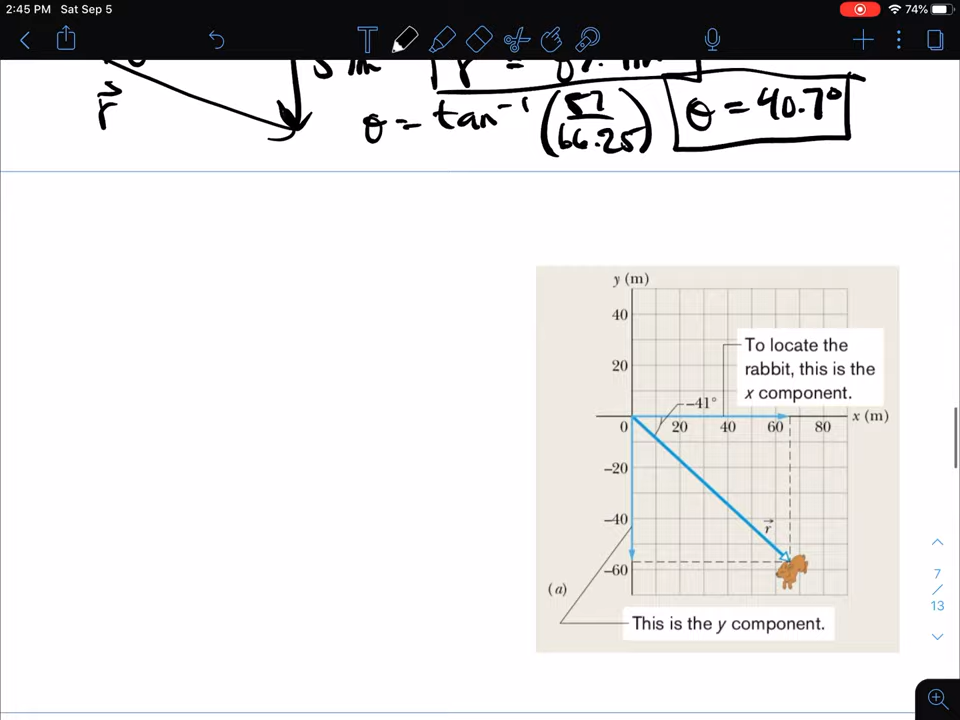 2:45 PM Sat Sep 5
74%
T
r
θ = tan⁻¹ (57 / 66.25)
θ = 40.7°
y (m)
40
To locate the
20
rabbit, this is the
x component.
-41°
x (m)
0 20 40 60 80
-20
-40
r
-60
(a)
This is the y component.
7
/
13